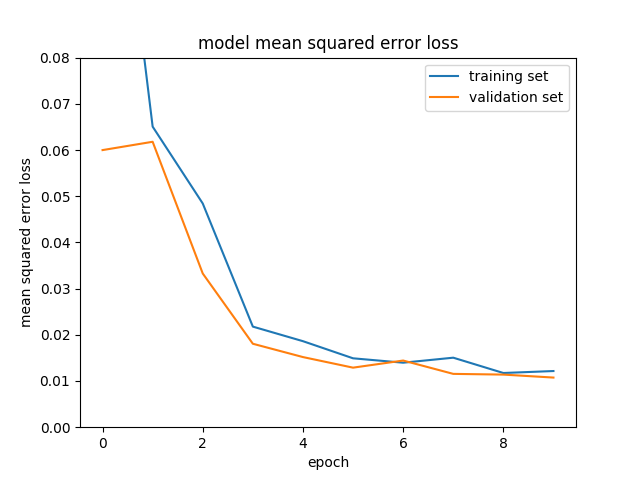 model mean squared error loss
training set
validation set
mean squared error loss
0.08
0.07
0.06
0.05
0.04
0.03
0.02
0.01
0.00
0 2 4 6 8
epoch